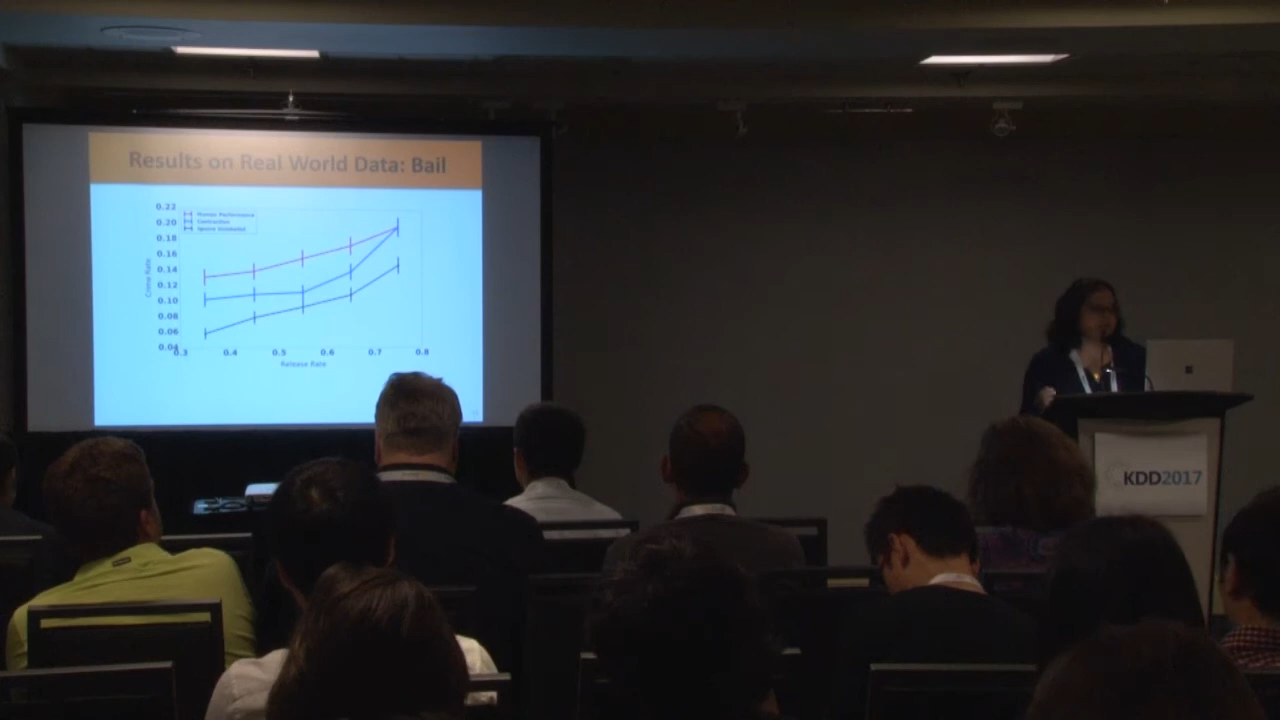 Results on Real World Data: Bail
0.22
0.20
0.18
0.16
0.14
0.12
0.10
0.08
0.06
0.04
Human Performance
Contraction
Crime Rate
0.3 0.4 0.5 0.6 0.7 0.8
Release Rate
KDD2017